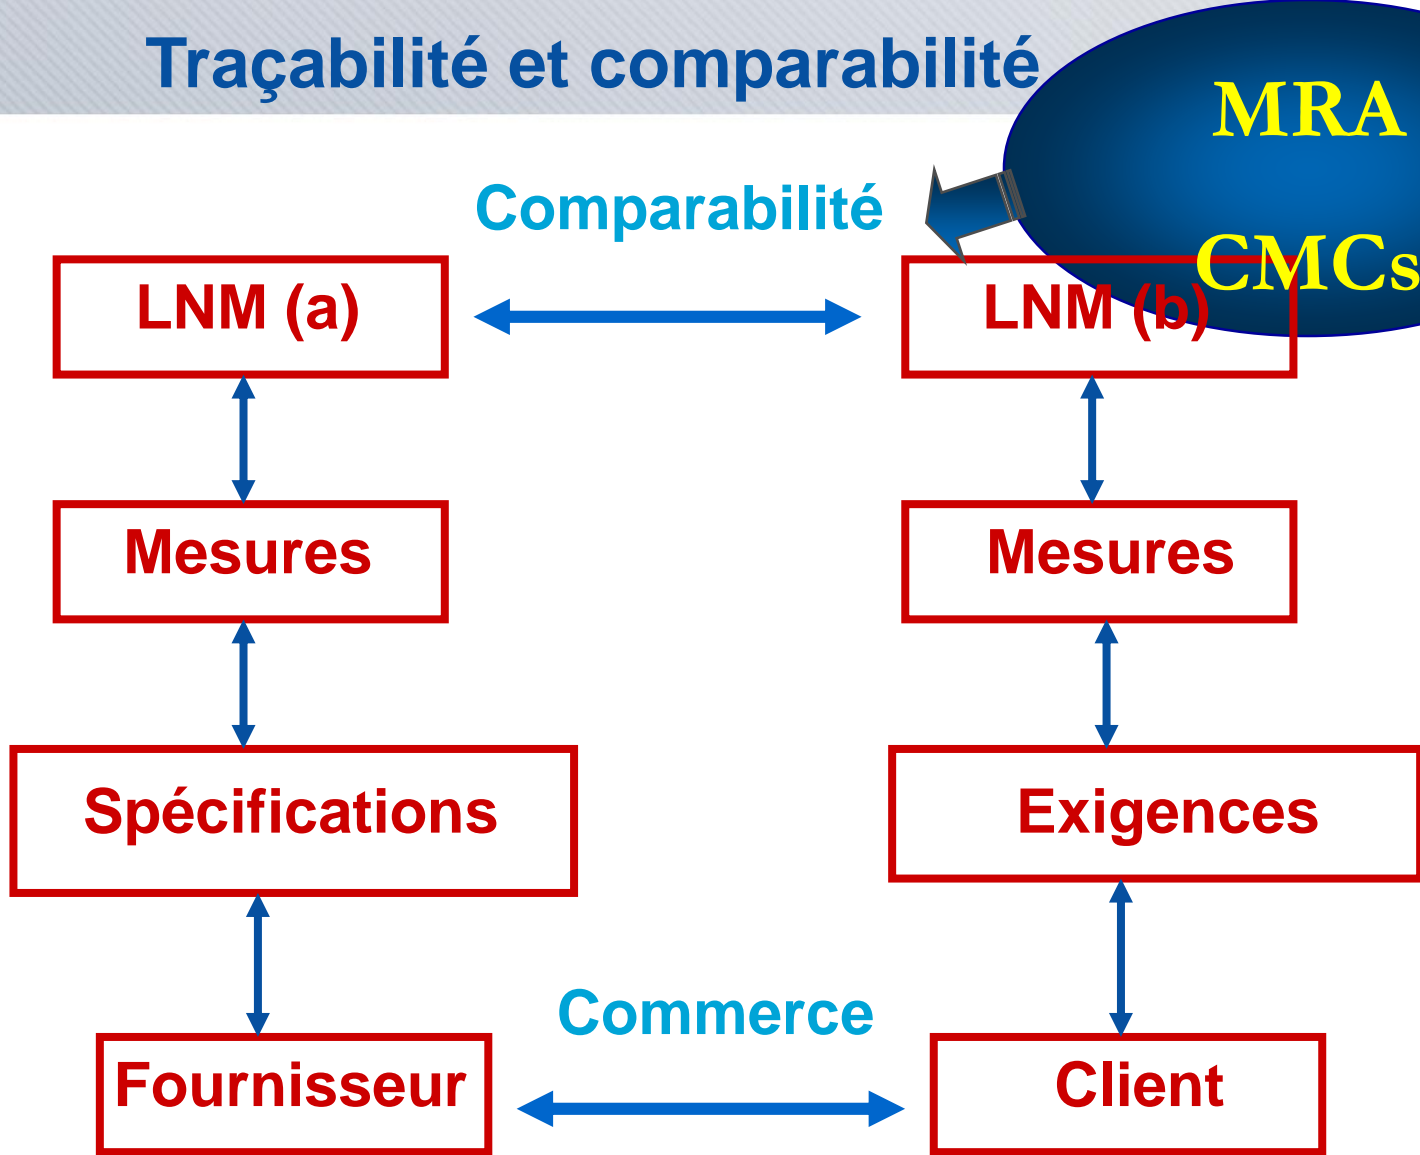 Traçabilité et comparabilité
MRA
CMCs
Comparabilité
LNM (a)
LNM (b)
Mesures
Mesures
Spécifications
Exigences
Commerce
Fournisseur
Client